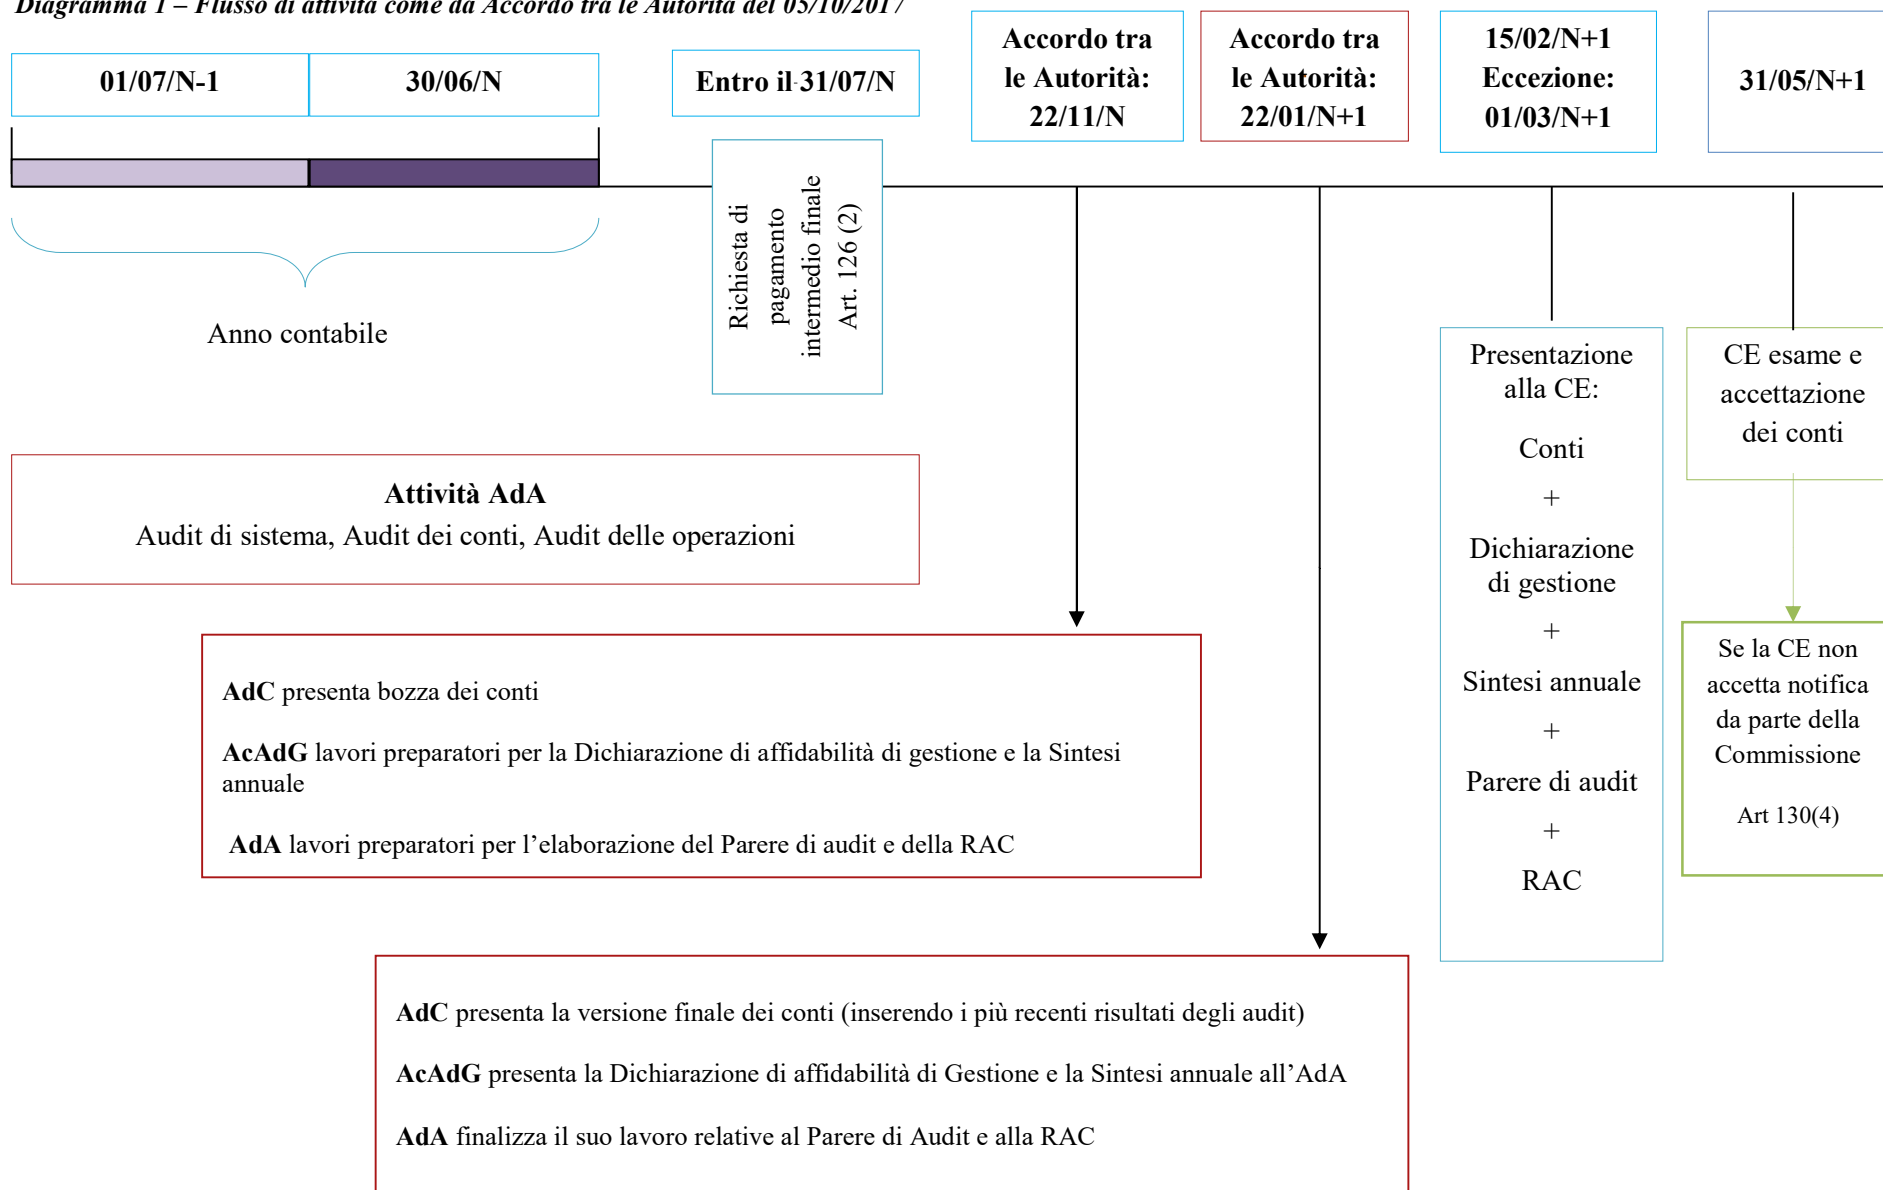 Diagramma 1 – Flusso di attività come da Accordo tra le Autorità del 05/10/2017
01/07/N-1
30/06/N
Entro il 31/07/N
Accordo tra
le Autorità:
22/11/N
Accordo tra
le Autorità:
22/01/N+1
15/02/N+1
Eccezione:
01/03/N+1
31/05/N+1
Richiesta di
pagamento
intermedio finale
Art. 126 (2)
Anno contabile
Attività AdA
Audit di sistema, Audit dei conti, Audit delle operazioni
AdC presenta bozza dei conti
AcAdG lavori preparatori per la Dichiarazione di affidabilità di gestione e la Sintesi
annuale
AdA lavori preparatori per l’elaborazione del Parere di audit e della RAC
AdC presenta la versione finale dei conti (inserendo i più recenti risultati degli audit)
AcAdG presenta la Dichiarazione di affidabilità di Gestione e la Sintesi annuale all’AdA
AdA finalizza il suo lavoro relative al Parere di Audit e alla RAC
Presentazione
alla CE:
Conti
+
Dichiarazione
di gestione
+
Sintesi annuale
+
Parere di audit
+
RAC
CE esame e
accettazione
dei conti
Se la CE non
accetta notifica
da parte della
Commissione
Art 130(4)